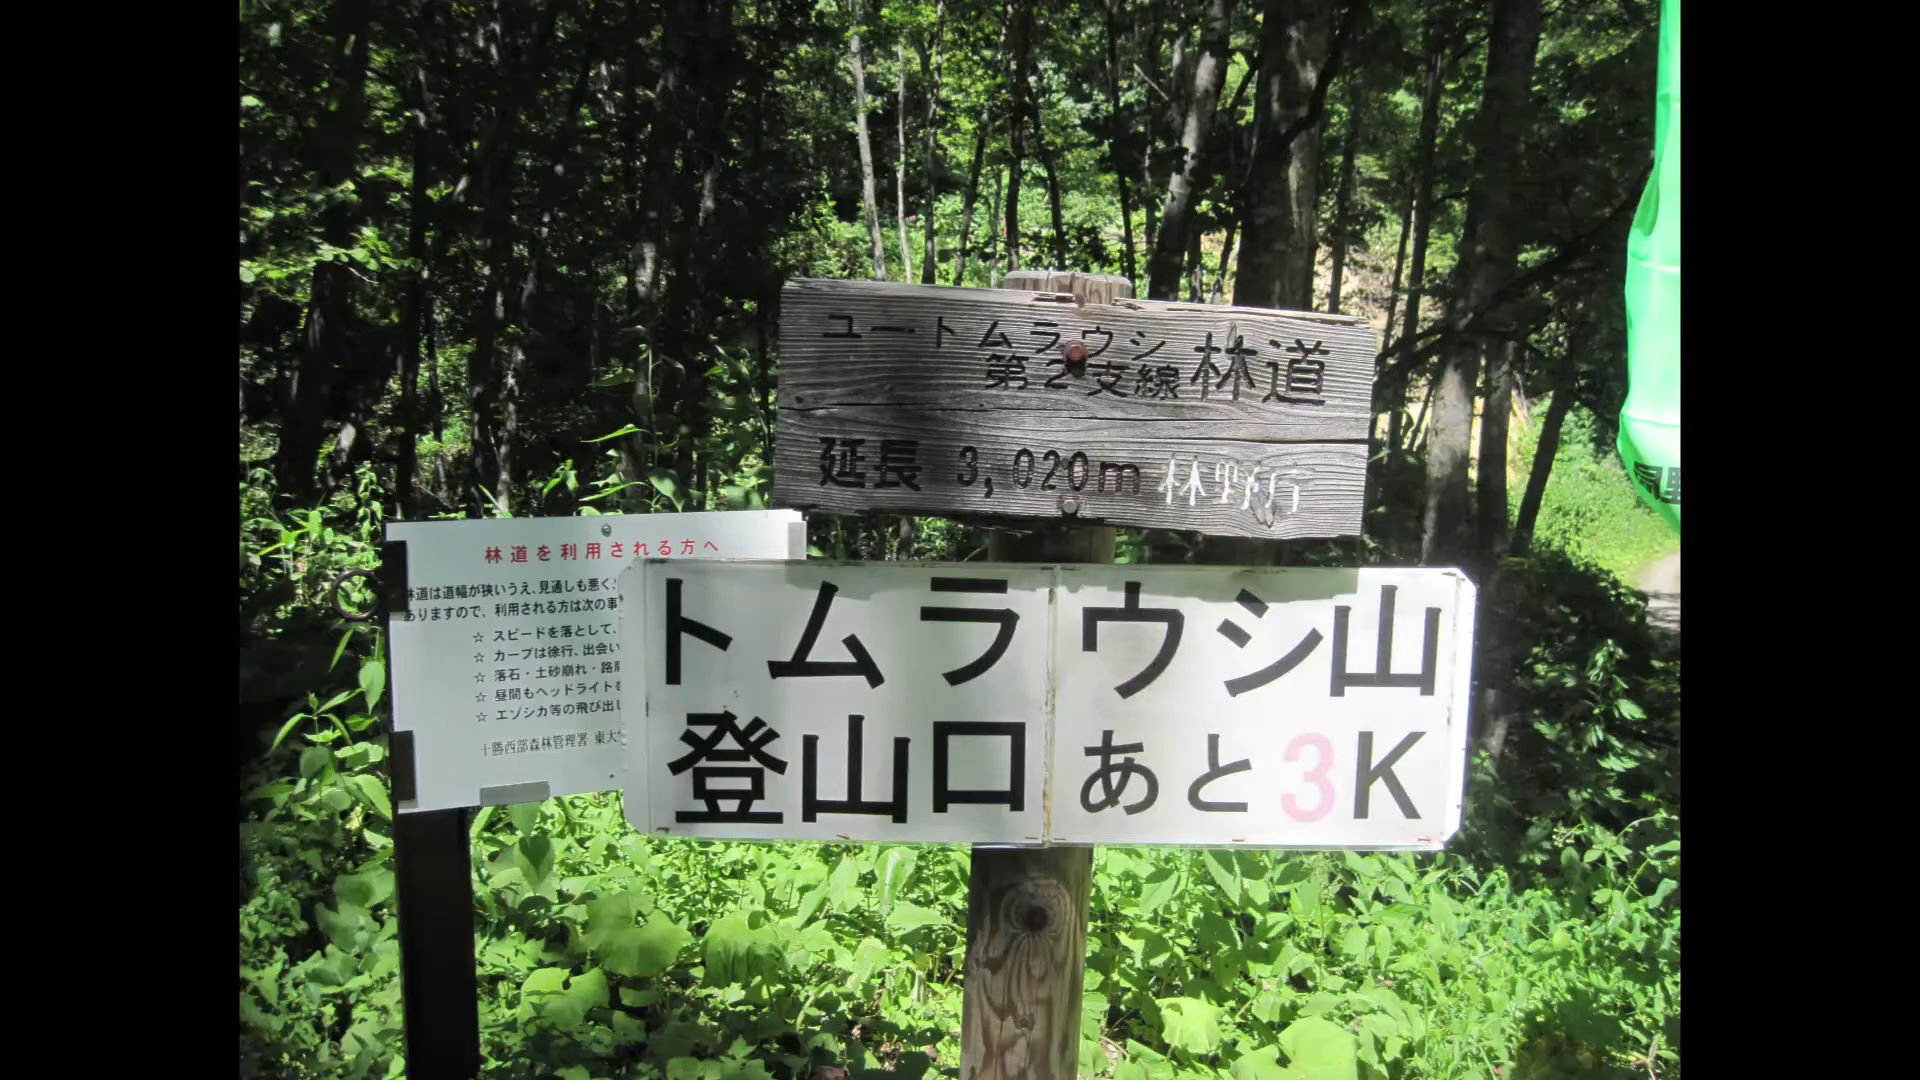 ユートムラウシ
第2支線 林道
延長 3,020m 林野庁
林道を利用される方へ
林道は道幅が狭いうえ、見通しも悪く
ありますので、利用される方は次の事
☆ スピードを落として、
☆ カーブは徐行、出会い
☆ 落石・土砂崩れ・路肩
☆ 昼間もヘッドライトを
☆ エゾシカ等の飛び出し
十勝西部森林管理署 東大
トムラウシ山
登山口あと3K